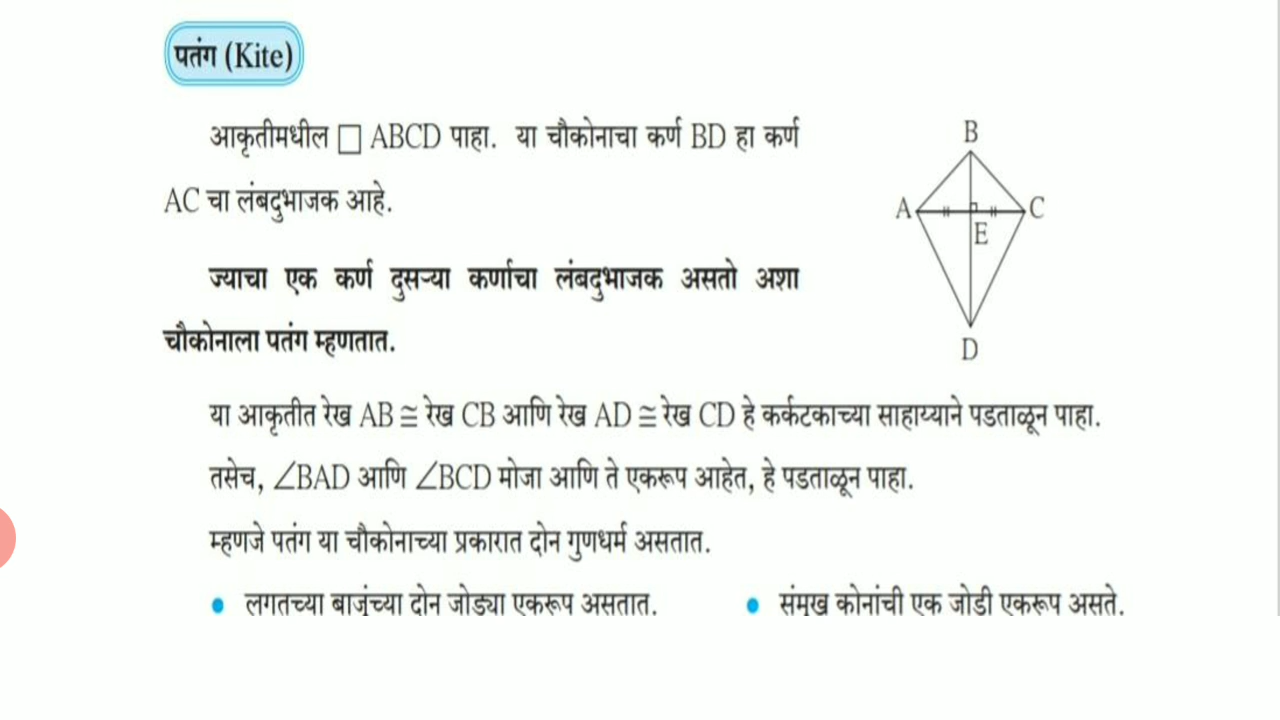 पतंग (Kite)
आकृतीमधील □ ABCD पाहा. या चौकोनाचा कर्ण BD हा कर्ण
AC चा लंबदुभाजक आहे.
ज्याचा एक कर्ण दुसऱ्या कर्णाचा लंबदुभाजक असतो अशा
चौकोनाला पतंग म्हणतात.
B
A
C
E
D
या आकृतीत रेख AB ≅ रेख CB आणि रेख AD ≅ रेख CD हे कर्कटकाच्या साहाय्याने पडताळून पाहा.
तसेच, ∠BAD आणि ∠BCD मोजा आणि ते एकरूप आहेत, हे पडताळून पाहा.
म्हणजे पतंग या चौकोनाच्या प्रकारात दोन गुणधर्म असतात.
• लगतच्या बाजूंच्या दोन जोड्या एकरूप असतात. • संमुख कोनांची एक जोडी एकरूप असते.